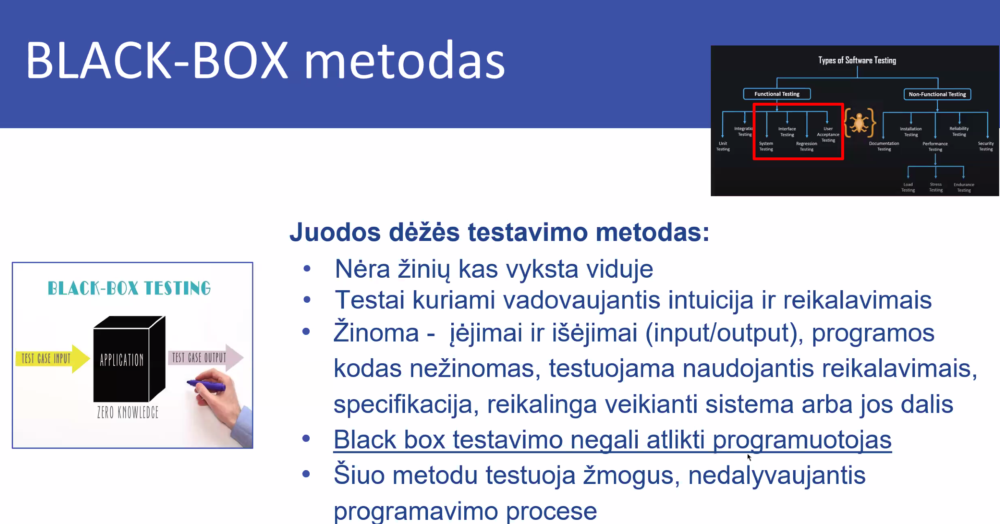 BLACK-BOX metodas
Types of Software Testing
Functional Testing
Non-Functional Testing
Integratio
Testing
Interface
Testing
User
Acceptance
Testing
Unit
Testing
System
Testing
Regression
Testing
Installation
Testing
Reliability
Testing
Documentation
Testing
Performance
Testing
Security
Testing
Load
Testing
Stress
Testing
Endurance
Testing
Juodos dėžės testavimo metodas:
• Nėra žinių kas vyksta viduje
• Testai kuriami vadovaujantis intuicija ir reikalavimais
• Žinoma - įėjimai ir išėjimai (input/output), programos
kodas nežinomas, testuojama naudojantis reikalavimais,
specifikacija, reikalinga veikianti sistema arba jos dalis
• Black box testavimo negali atlikti programuotojas
• Šiuo metodu testuoja žmogus, nedalyvaujantis
programavimo procese
BLACK-BOX TESTING
TEST CASE INPUT
APPLICATION
TEST CASE OUTPUT
ZERO KNOWLEDGE